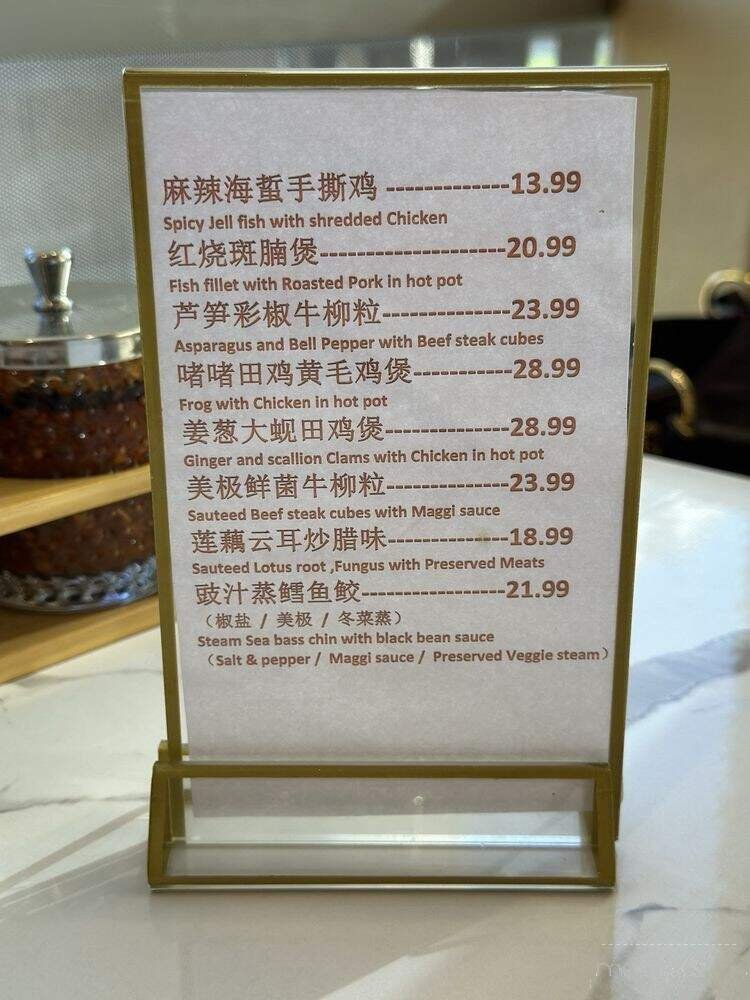 麻辣海蜇手撕鸡 -------------13.99
Spicy Jell fish with shredded Chicken
红烧斑腩煲--------------------20.99
Fish fillet with Roasted Pork in hot pot
芦笋彩椒牛柳粒-------------23.99
Asparagus and Bell Pepper with Beef steak cubes
啫啫田鸡黄毛鸡煲----------28.99
Frog with Chicken in hot pot
姜葱大蚬田鸡煲-------------28.99
Ginger and scallion Clams with Chicken in hot pot
美极鲜菌牛柳粒-------------23.99
Sauteed Beef steak cubes with Maggi sauce
莲藕云耳炒腊味-------------18.99
Sauteed Lotus root ,Fungus with Preserved Meats
豉汁蒸鳕鱼鲛----------------21.99
（椒盐 / 美极 / 冬菜蒸）
Steam Sea bass chin with black bean sauce
（Salt & pepper / Maggi sauce / Preserved Veggie steam）